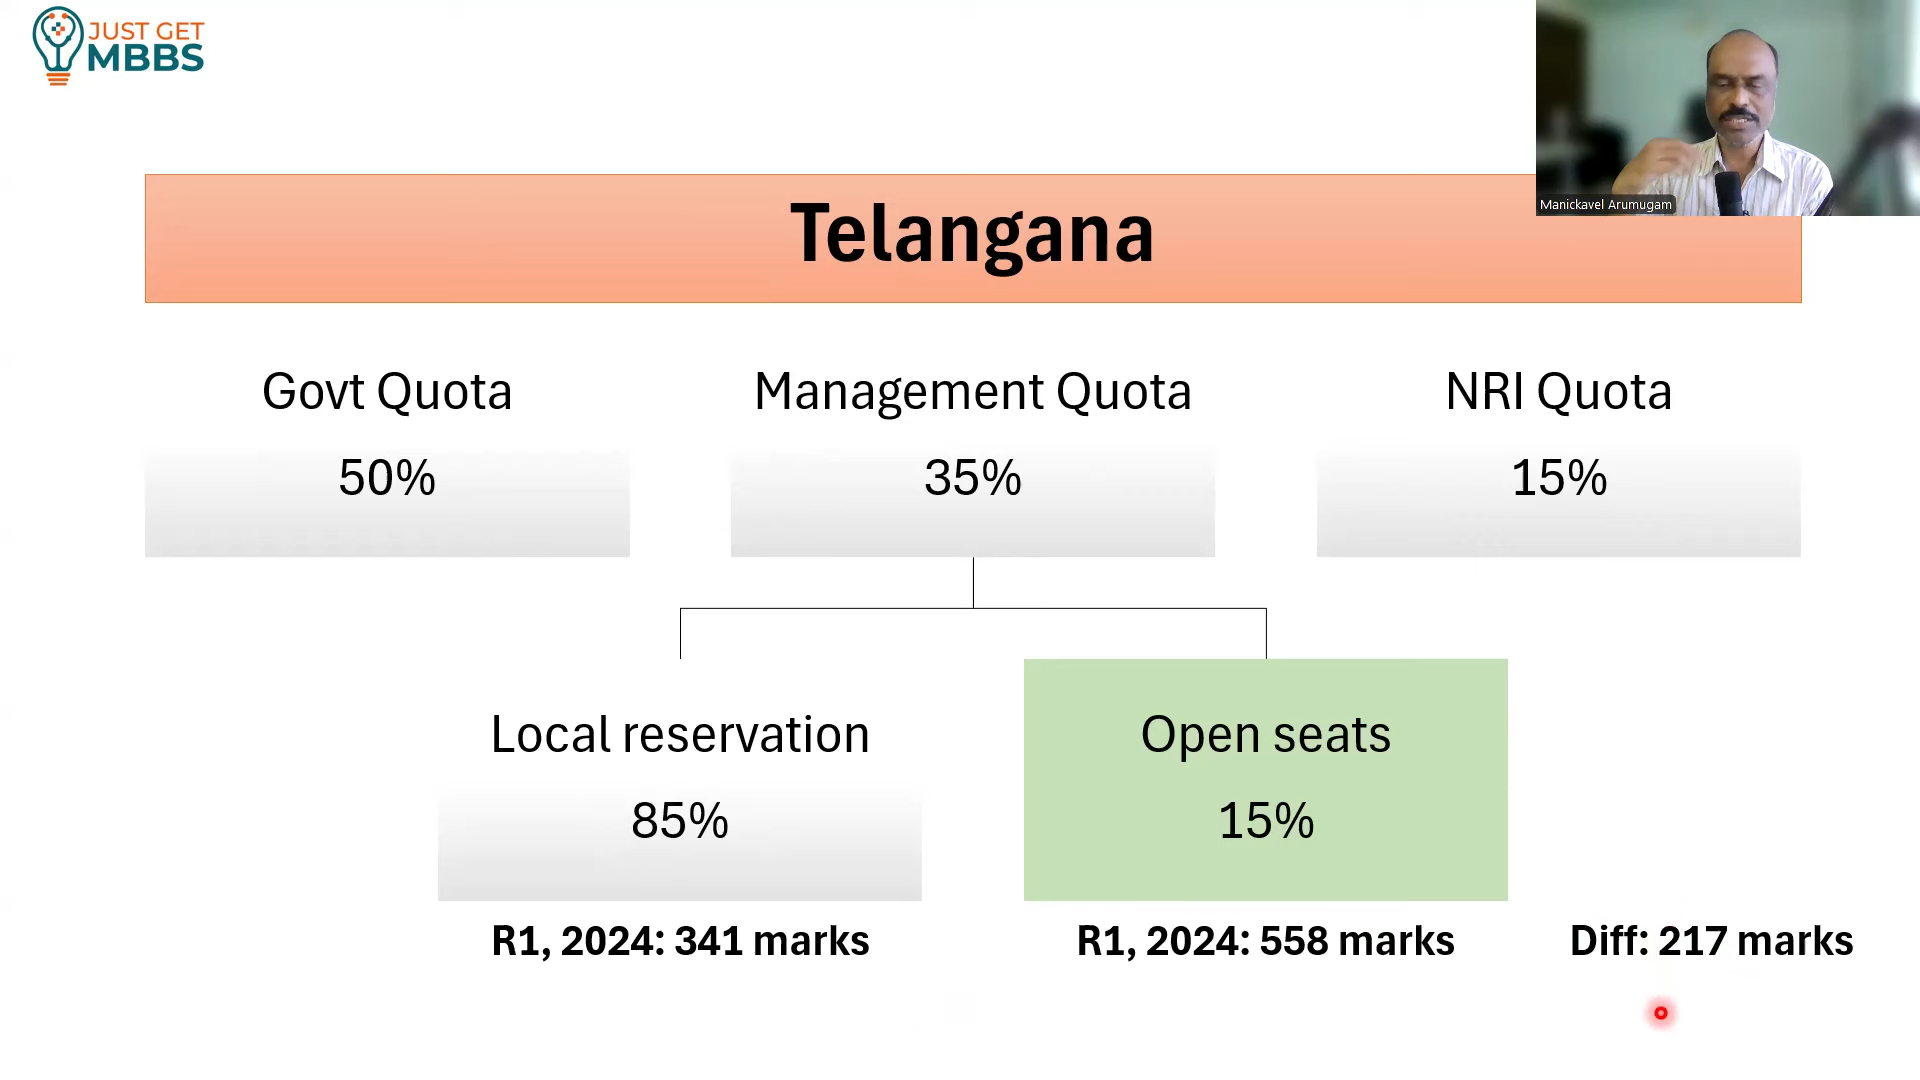 JUST GET
MBBS
Manickavel Arumugam
Telangana
Govt Quota
50%
Management Quota
35%
NRI Quota
15%
Local reservation
85%
Open seats
15%
R1, 2024: 341 marks
R1, 2024: 558 marks
Diff: 217 marks